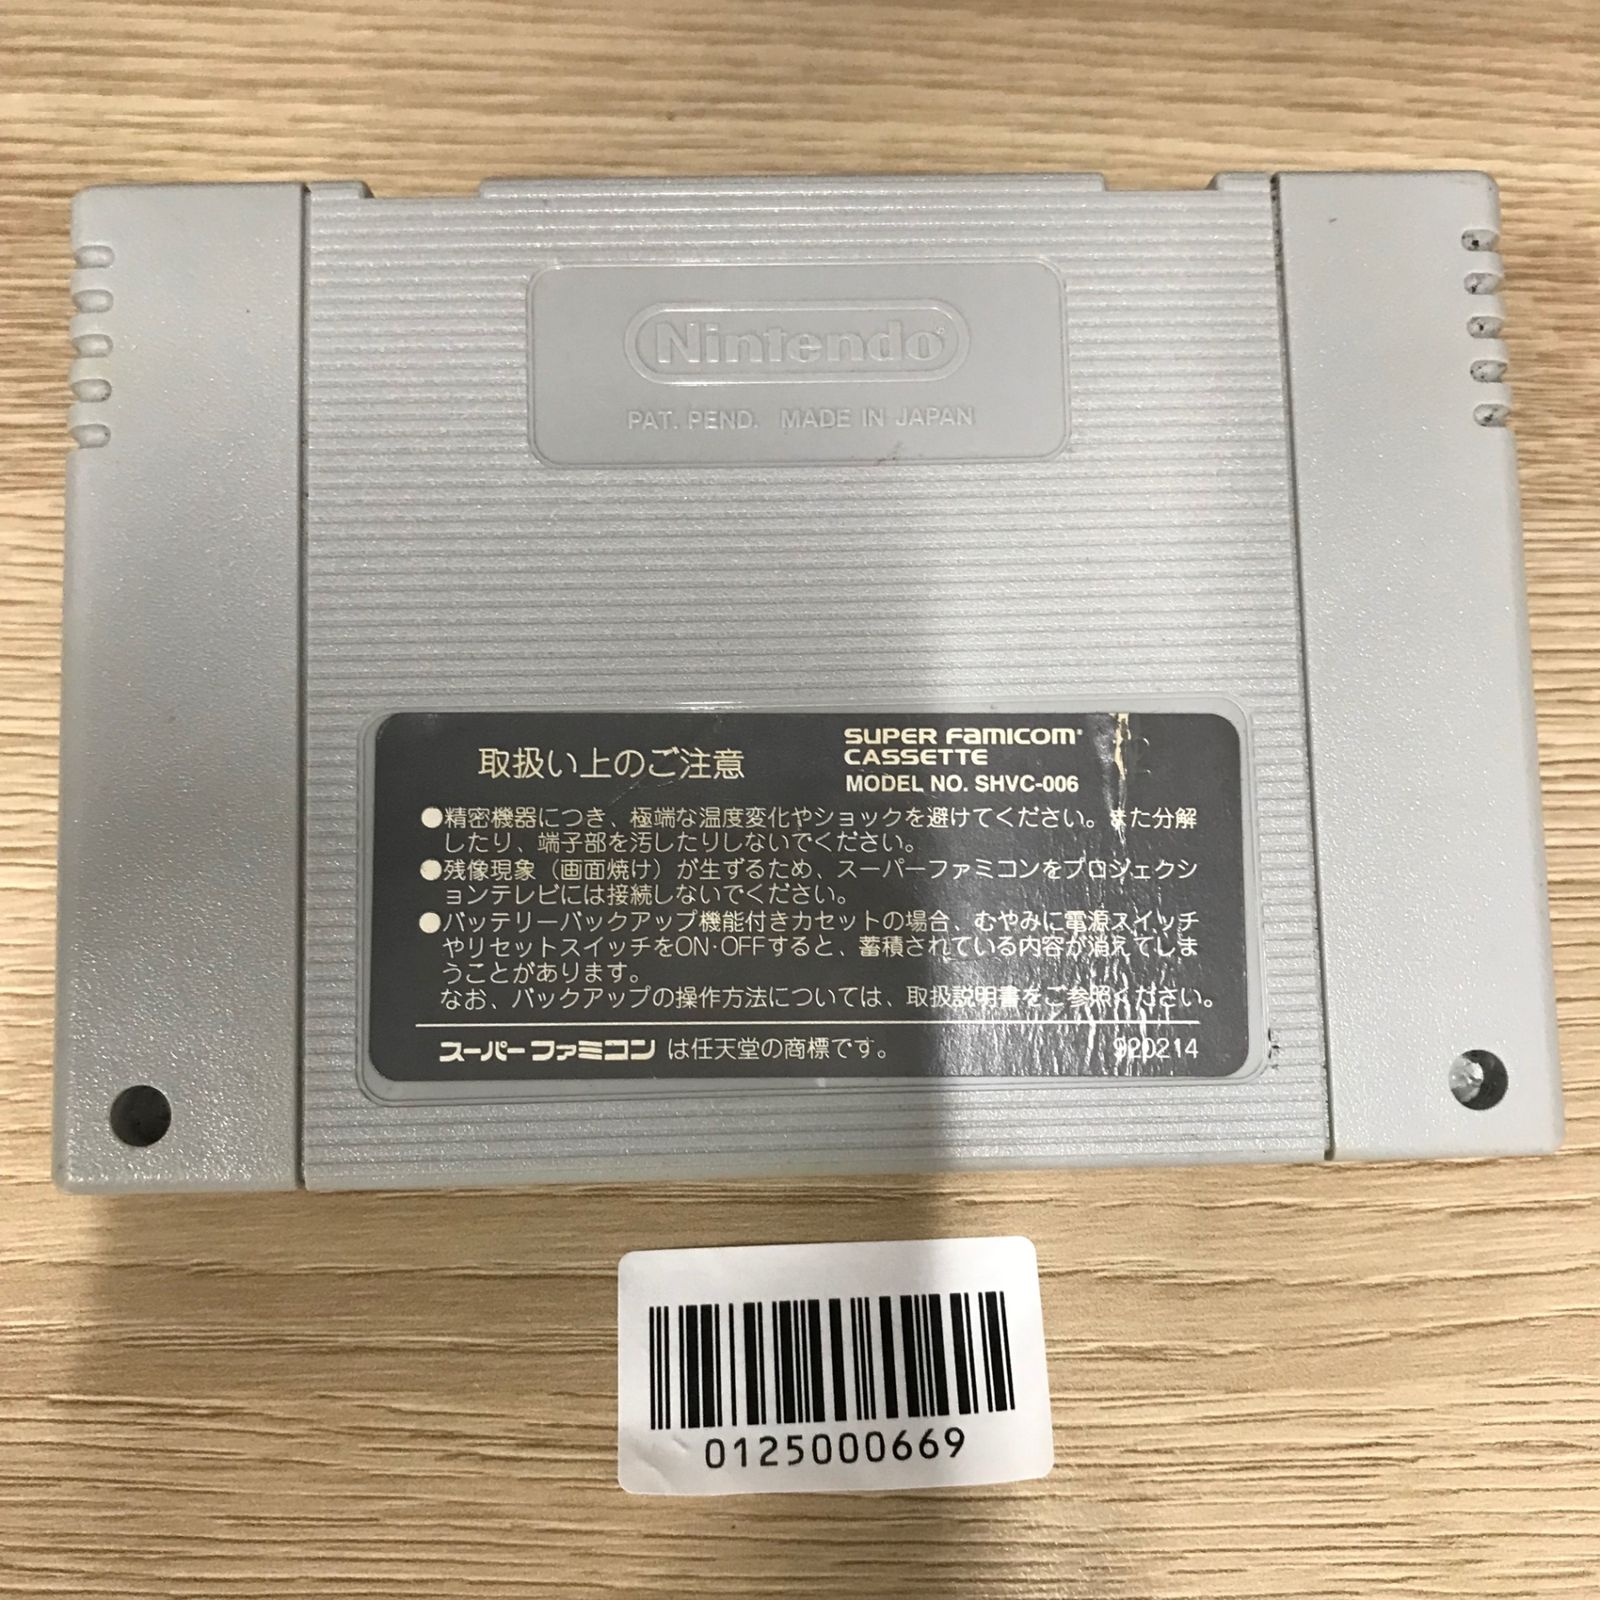 Nintendo®
PAT. PEND. MADE IN JAPAN
取扱い上のご注意
SUPER FAMICOM®
CASSETTE
MODEL NO. SHVC-006
●精密機器につき、極端な温度変化やショックを避けてください。また分解
したり、端子部を汚したりしないでください。
●残像現象（画面焼け）が生ずるため、スーパーファミコンをプロジェクシ
ョンテレビには接続しないでください。
●バッテリーバックアップ機能付きカセットの場合、むやみに電源スイッチ
やリセットスイッチをON・OFFすると、蓄積されている内容が消えてしま
うことがあります。
なお、バックアップの操作方法については、取扱説明書をご参照ください。
スーパーファミコン は任天堂の商標です。
920214
0125000669